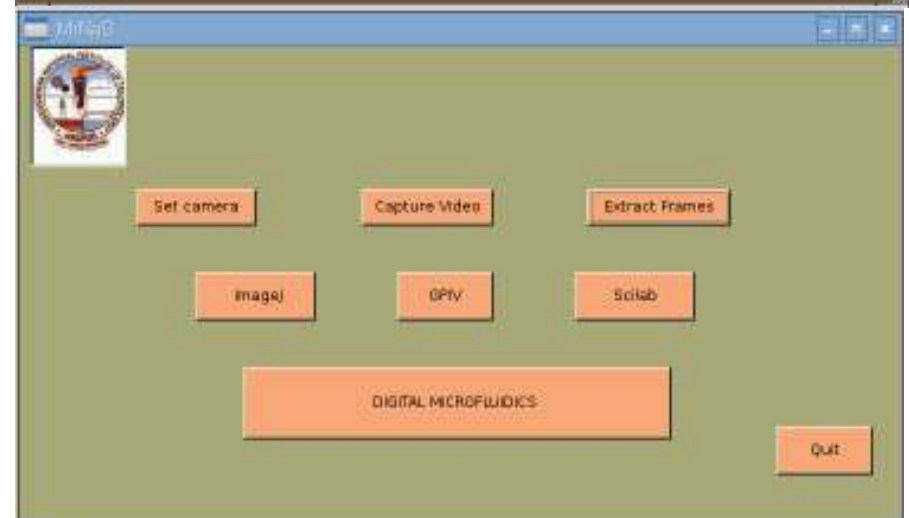 Set camera
Capture Video
Extract Frames
ImageJ
GPIV
Scilab
DIGITAL MICROFLUIDICS
Quit